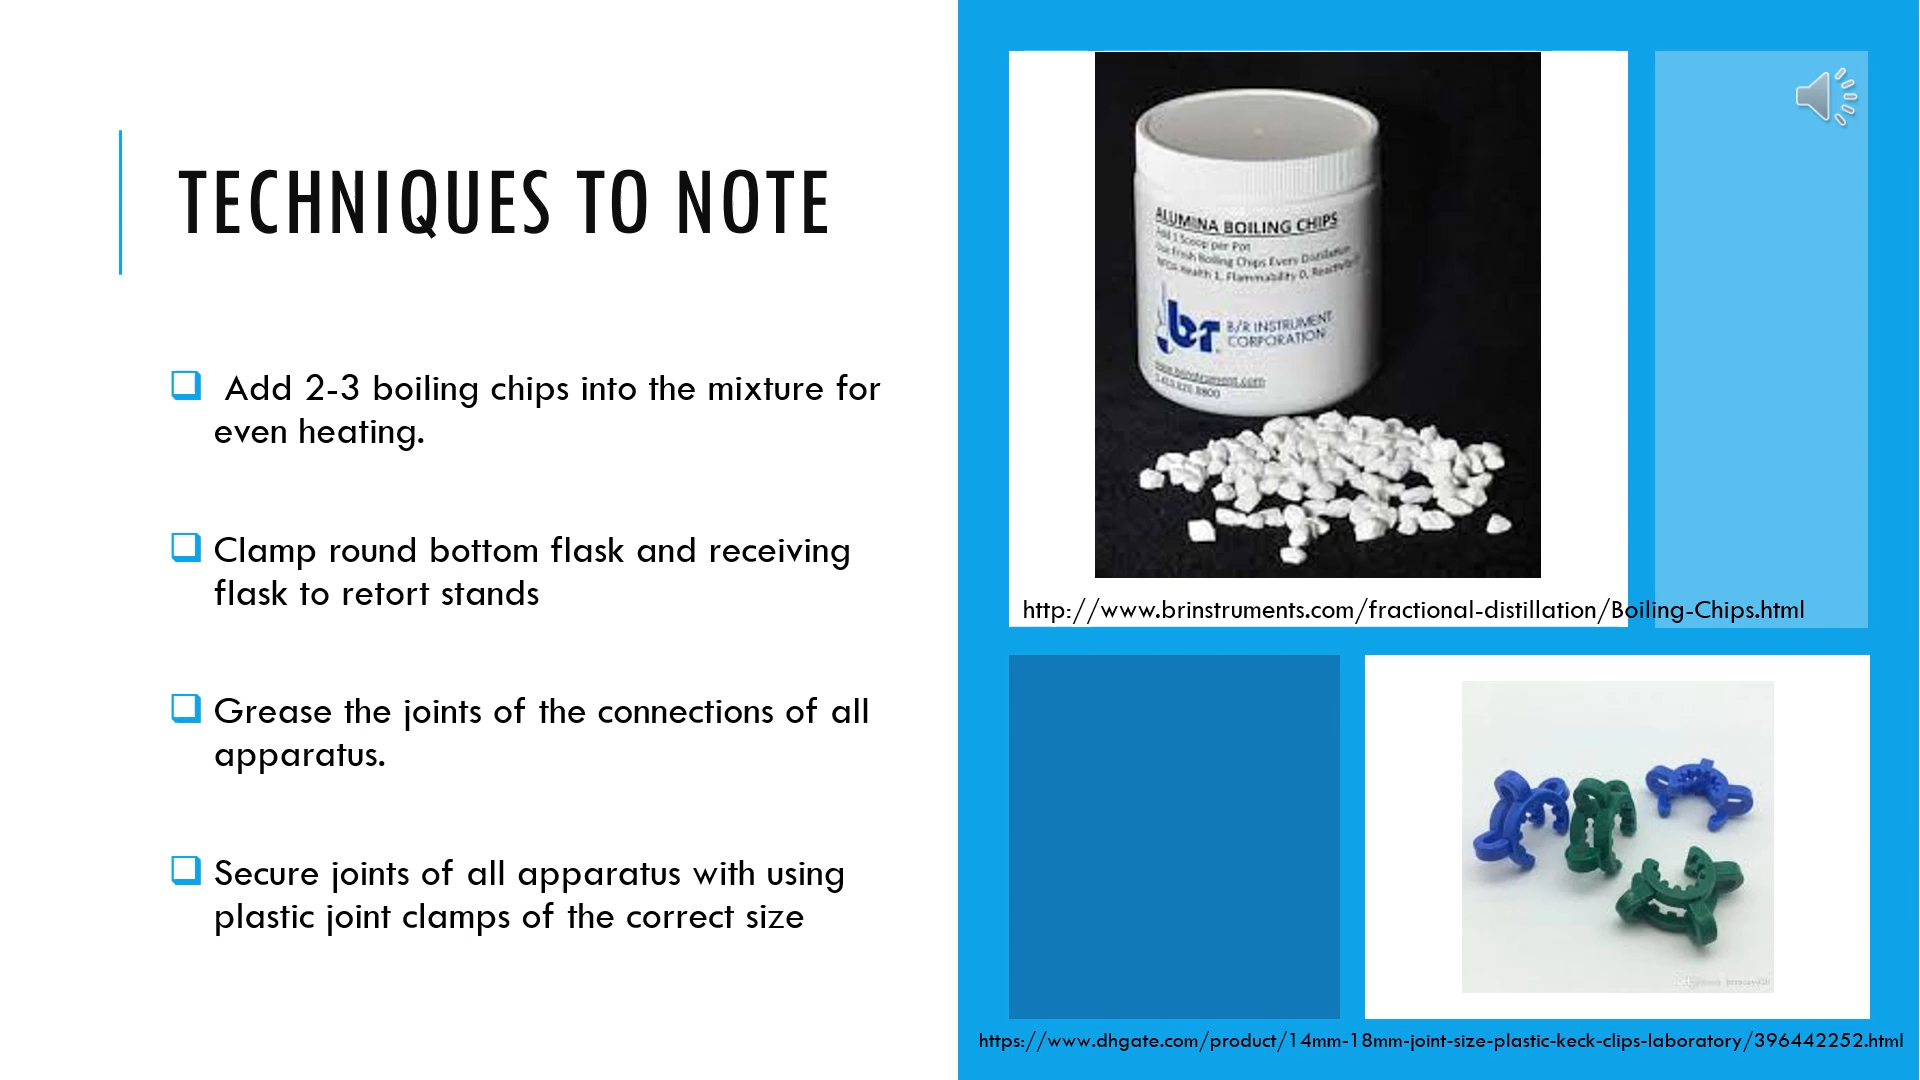 TECHNIQUES TO NOTE
Add 2-3 boiling chips into the mixture for
even heating.
Clamp round bottom flask and receiving
flask to retort stands
Grease the joints of the connections of all
apparatus.
Secure joints of all apparatus with using
plastic joint clamps of the correct size
ALUMINA BOILING CHIPS
Add 1 Scoop per Pot
Use Fresh Boiling Chips Every Distillation
NFPA Health 1, Flammability 0, Reactivity
br B/R INSTRUMENT
CORPORATION
www.brinstrument.com
http://www.brinstruments.com/fractional-distillation/Boiling-Chips.html
https://www.dhgate.com/product/14mm-18mm-joint-size-plastic-keck-clips-laboratory/396442252.html